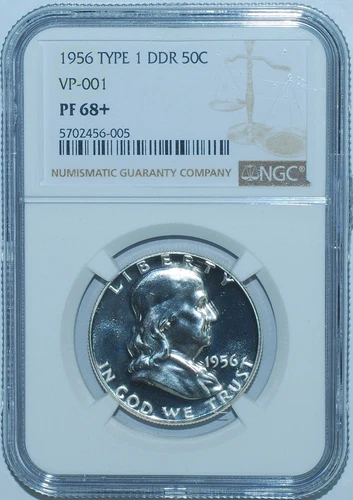 1956 TYPE 1 DDR 50C
VP-001
PF 68+
5702456-005
NUMISMATIC GUARANTY COMPANY
NGC®
LIBERTY
1956
IN GOD WE TRUST